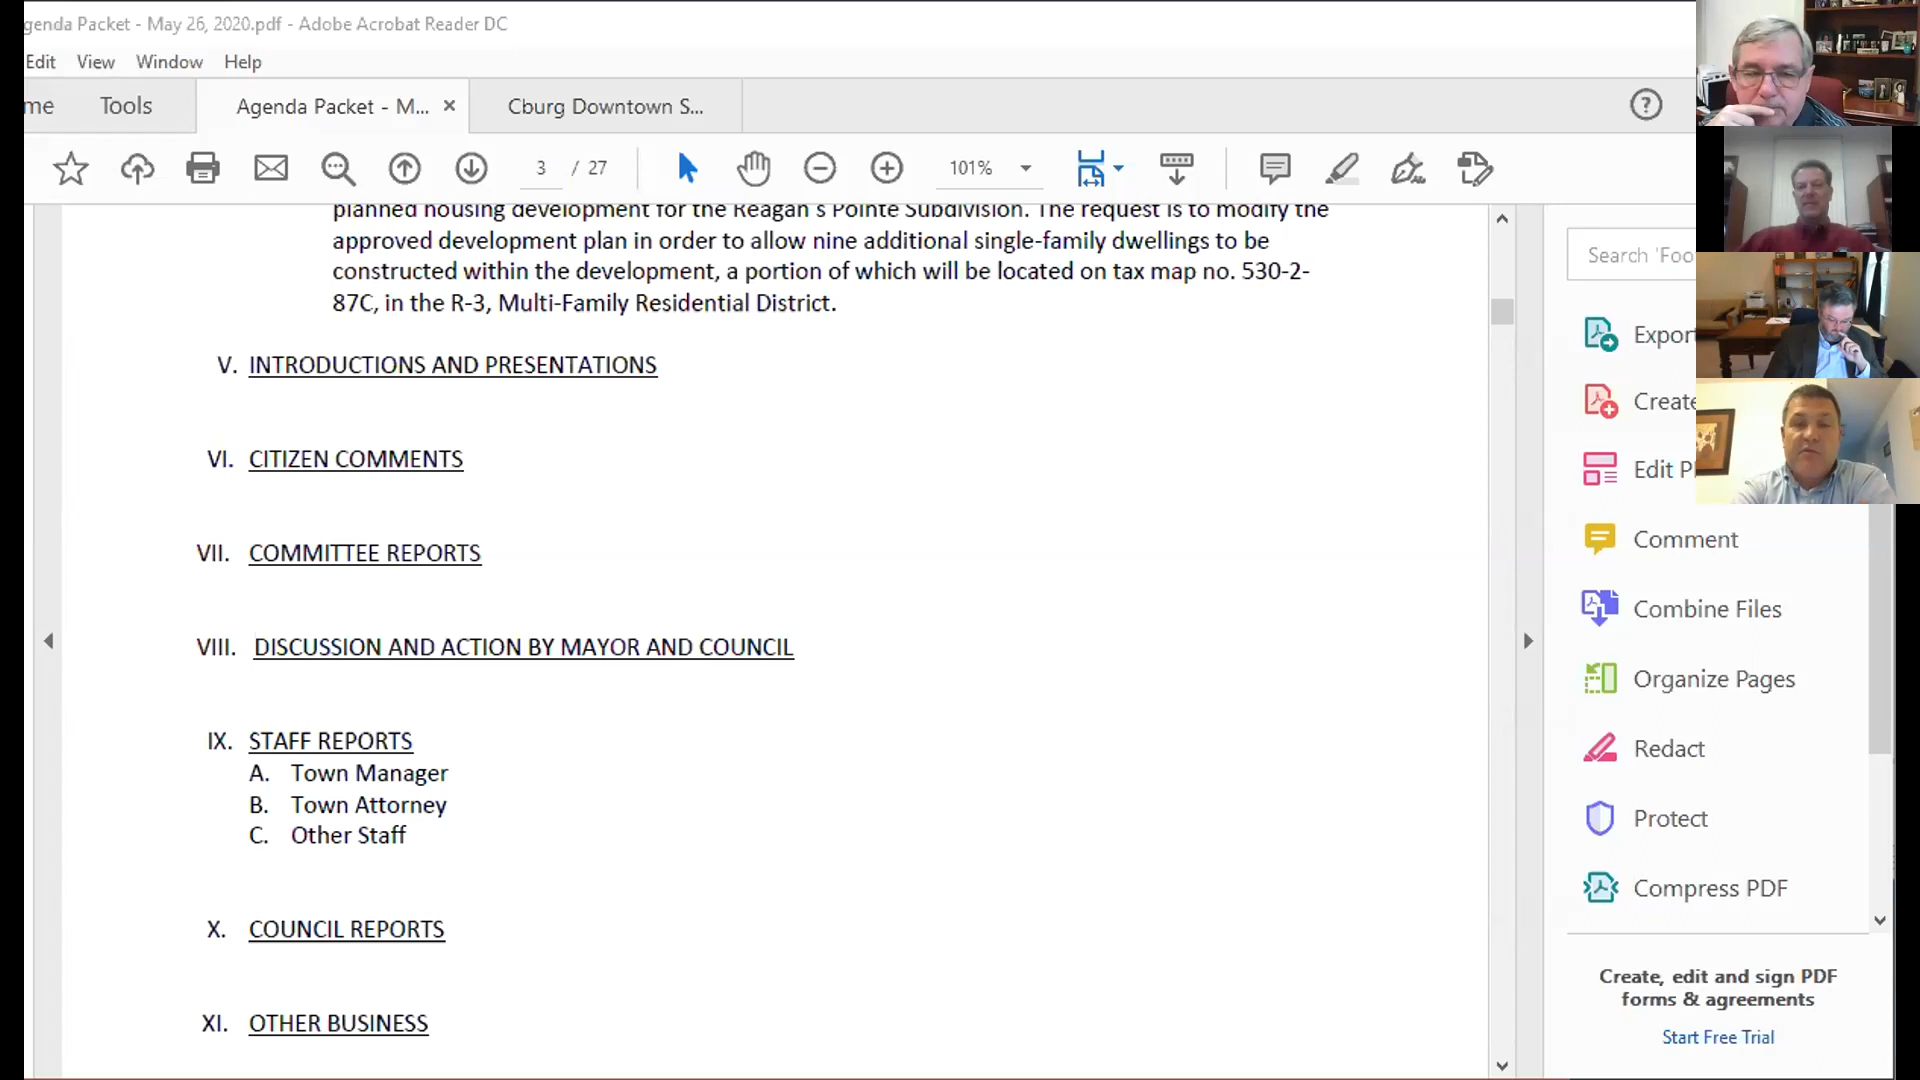 genda Packet - May 26, 2020.pdf - Adobe Acrobat Reader DC
Edit View Window Help
me Tools Agenda Packet - M... × Cburg Downtown S...
3 / 27 101%
planned housing development for the Reagan's Pointe Subdivision. The request is to modify the
approved development plan in order to allow nine additional single-family dwellings to be
constructed within the development, a portion of which will be located on tax map no. 530-2-
87C, in the R-3, Multi-Family Residential District.
V. INTRODUCTIONS AND PRESENTATIONS
VI. CITIZEN COMMENTS
VII. COMMITTEE REPORTS
VIII. DISCUSSION AND ACTION BY MAYOR AND COUNCIL
IX. STAFF REPORTS
A. Town Manager
B. Town Attorney
C. Other Staff
X. COUNCIL REPORTS
XI. OTHER BUSINESS
Search 'Foo
Export
Create
Edit P
Comment
Combine Files
Organize Pages
Redact
Protect
Compress PDF
Create, edit and sign PDF
forms & agreements
Start Free Trial